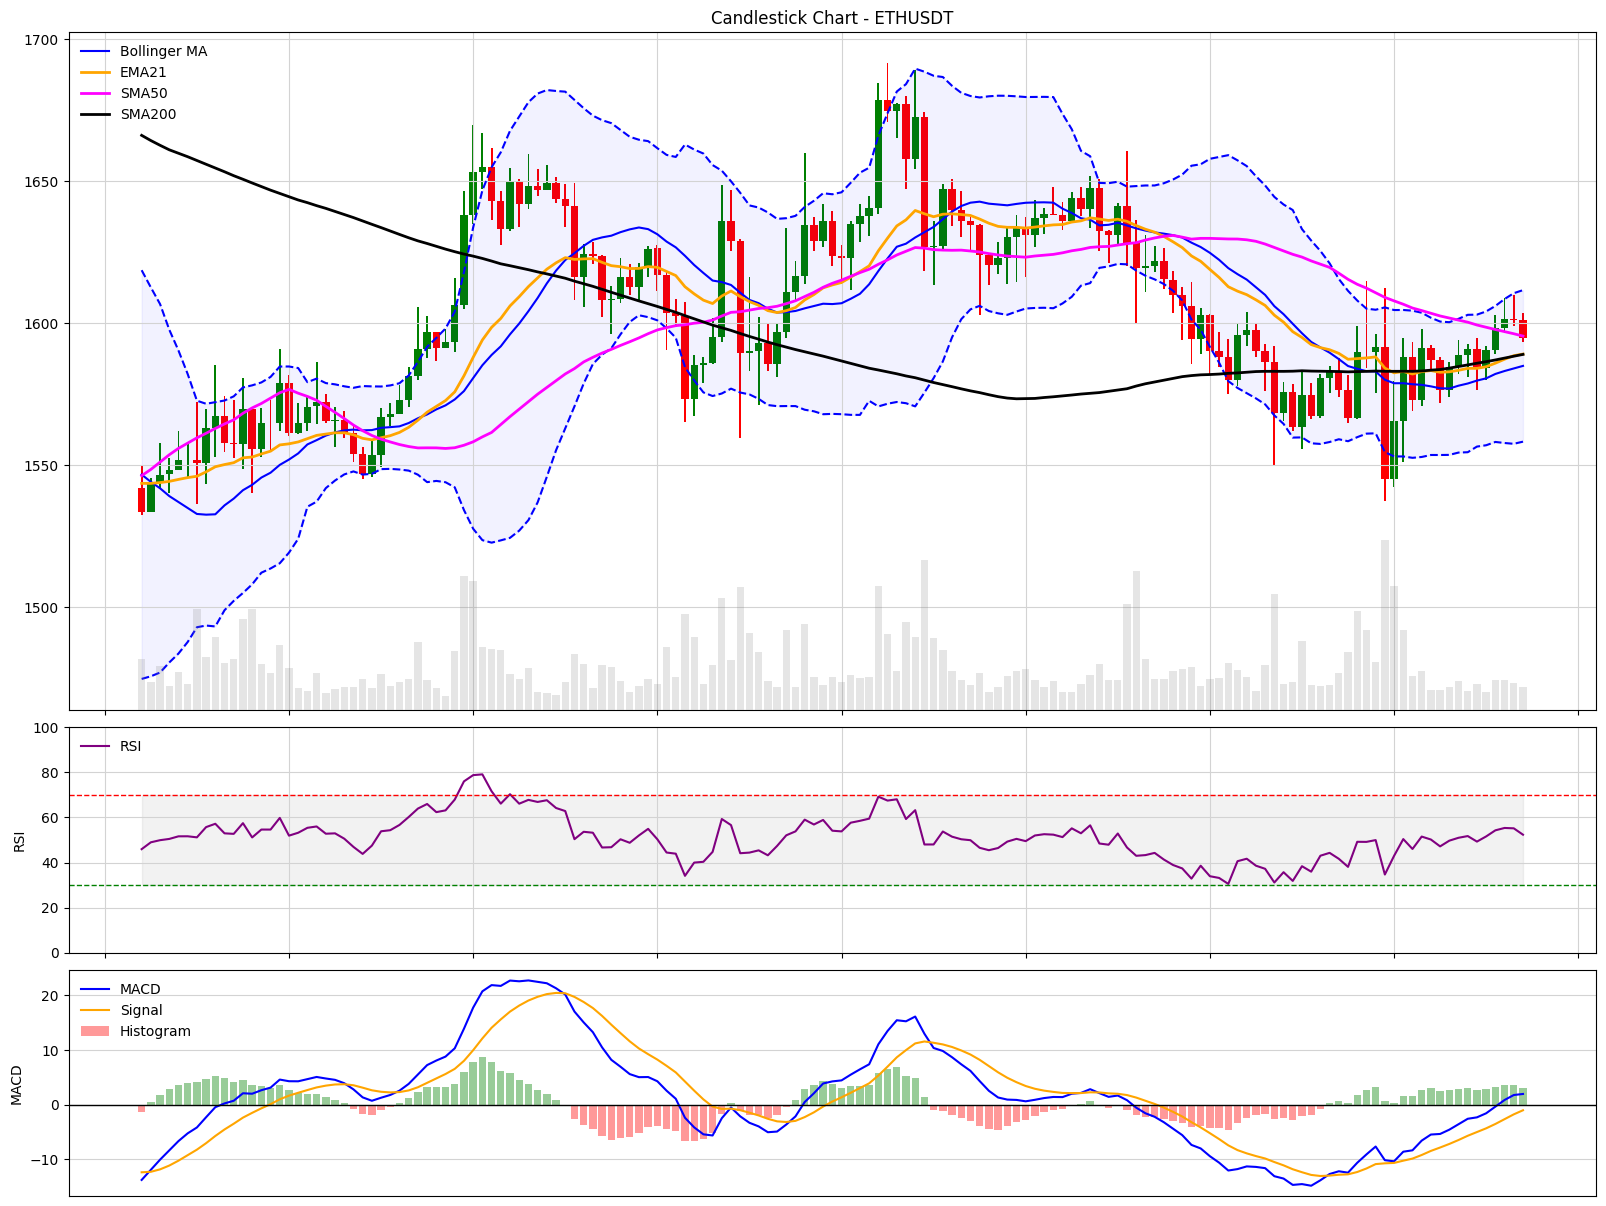 Candlestick Chart - ETHUSDT
1700
1650
1600
1550
1500
Bollinger MA
EMA21
SMA50
SMA200
100
80
60
40
20
0
RSI
RSI
20
10
0
−10
MACD
MACD
Signal
Histogram